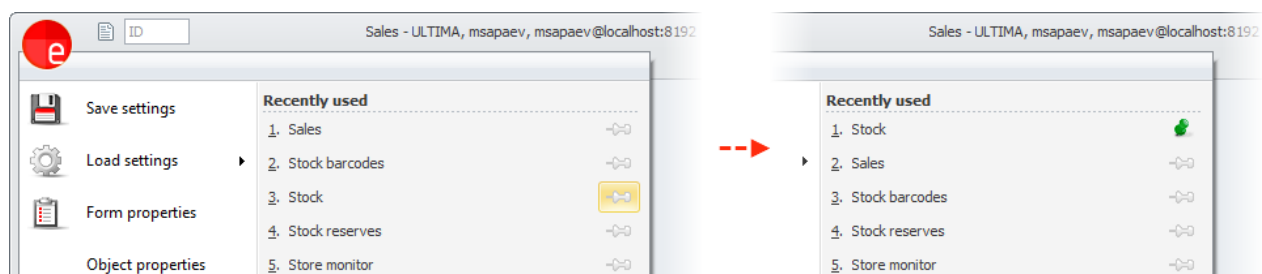 ID
Sales - ULTIMA, msapaev, msapaev@localhost:8192
e
Save settings
Load settings
Form properties
Object properties
Recently used
1. Sales
2. Stock barcodes
3. Stock
4. Stock reserves
5. Store monitor
Sales - ULTIMA, msapaev, msapaev@localhost:8192
Recently used
1. Stock
2. Sales
3. Stock barcodes
4. Stock reserves
5. Store monitor